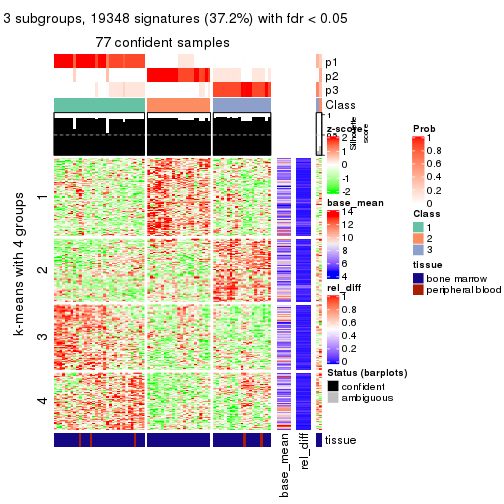 3 subgroups, 19348 signatures (37.2%) with fdr < 0.05
77 confident samples
p1
p2
p3
Class
1
Silhouette
score
k-means with 4 groups
1
2
3
4
tissue
base_mean
rel_diff
z-score
2
1
0
-1
-2
base_mean
14
12
10
8
6
4
rel_diff
1
0.8
0.6
0.4
0.2
0
Status (barplots)
confident
ambiguous
Prob
1
0.8
0.6
0.4
0.2
0
Class
1
2
3
tissue
bone marrow
peripheral blood